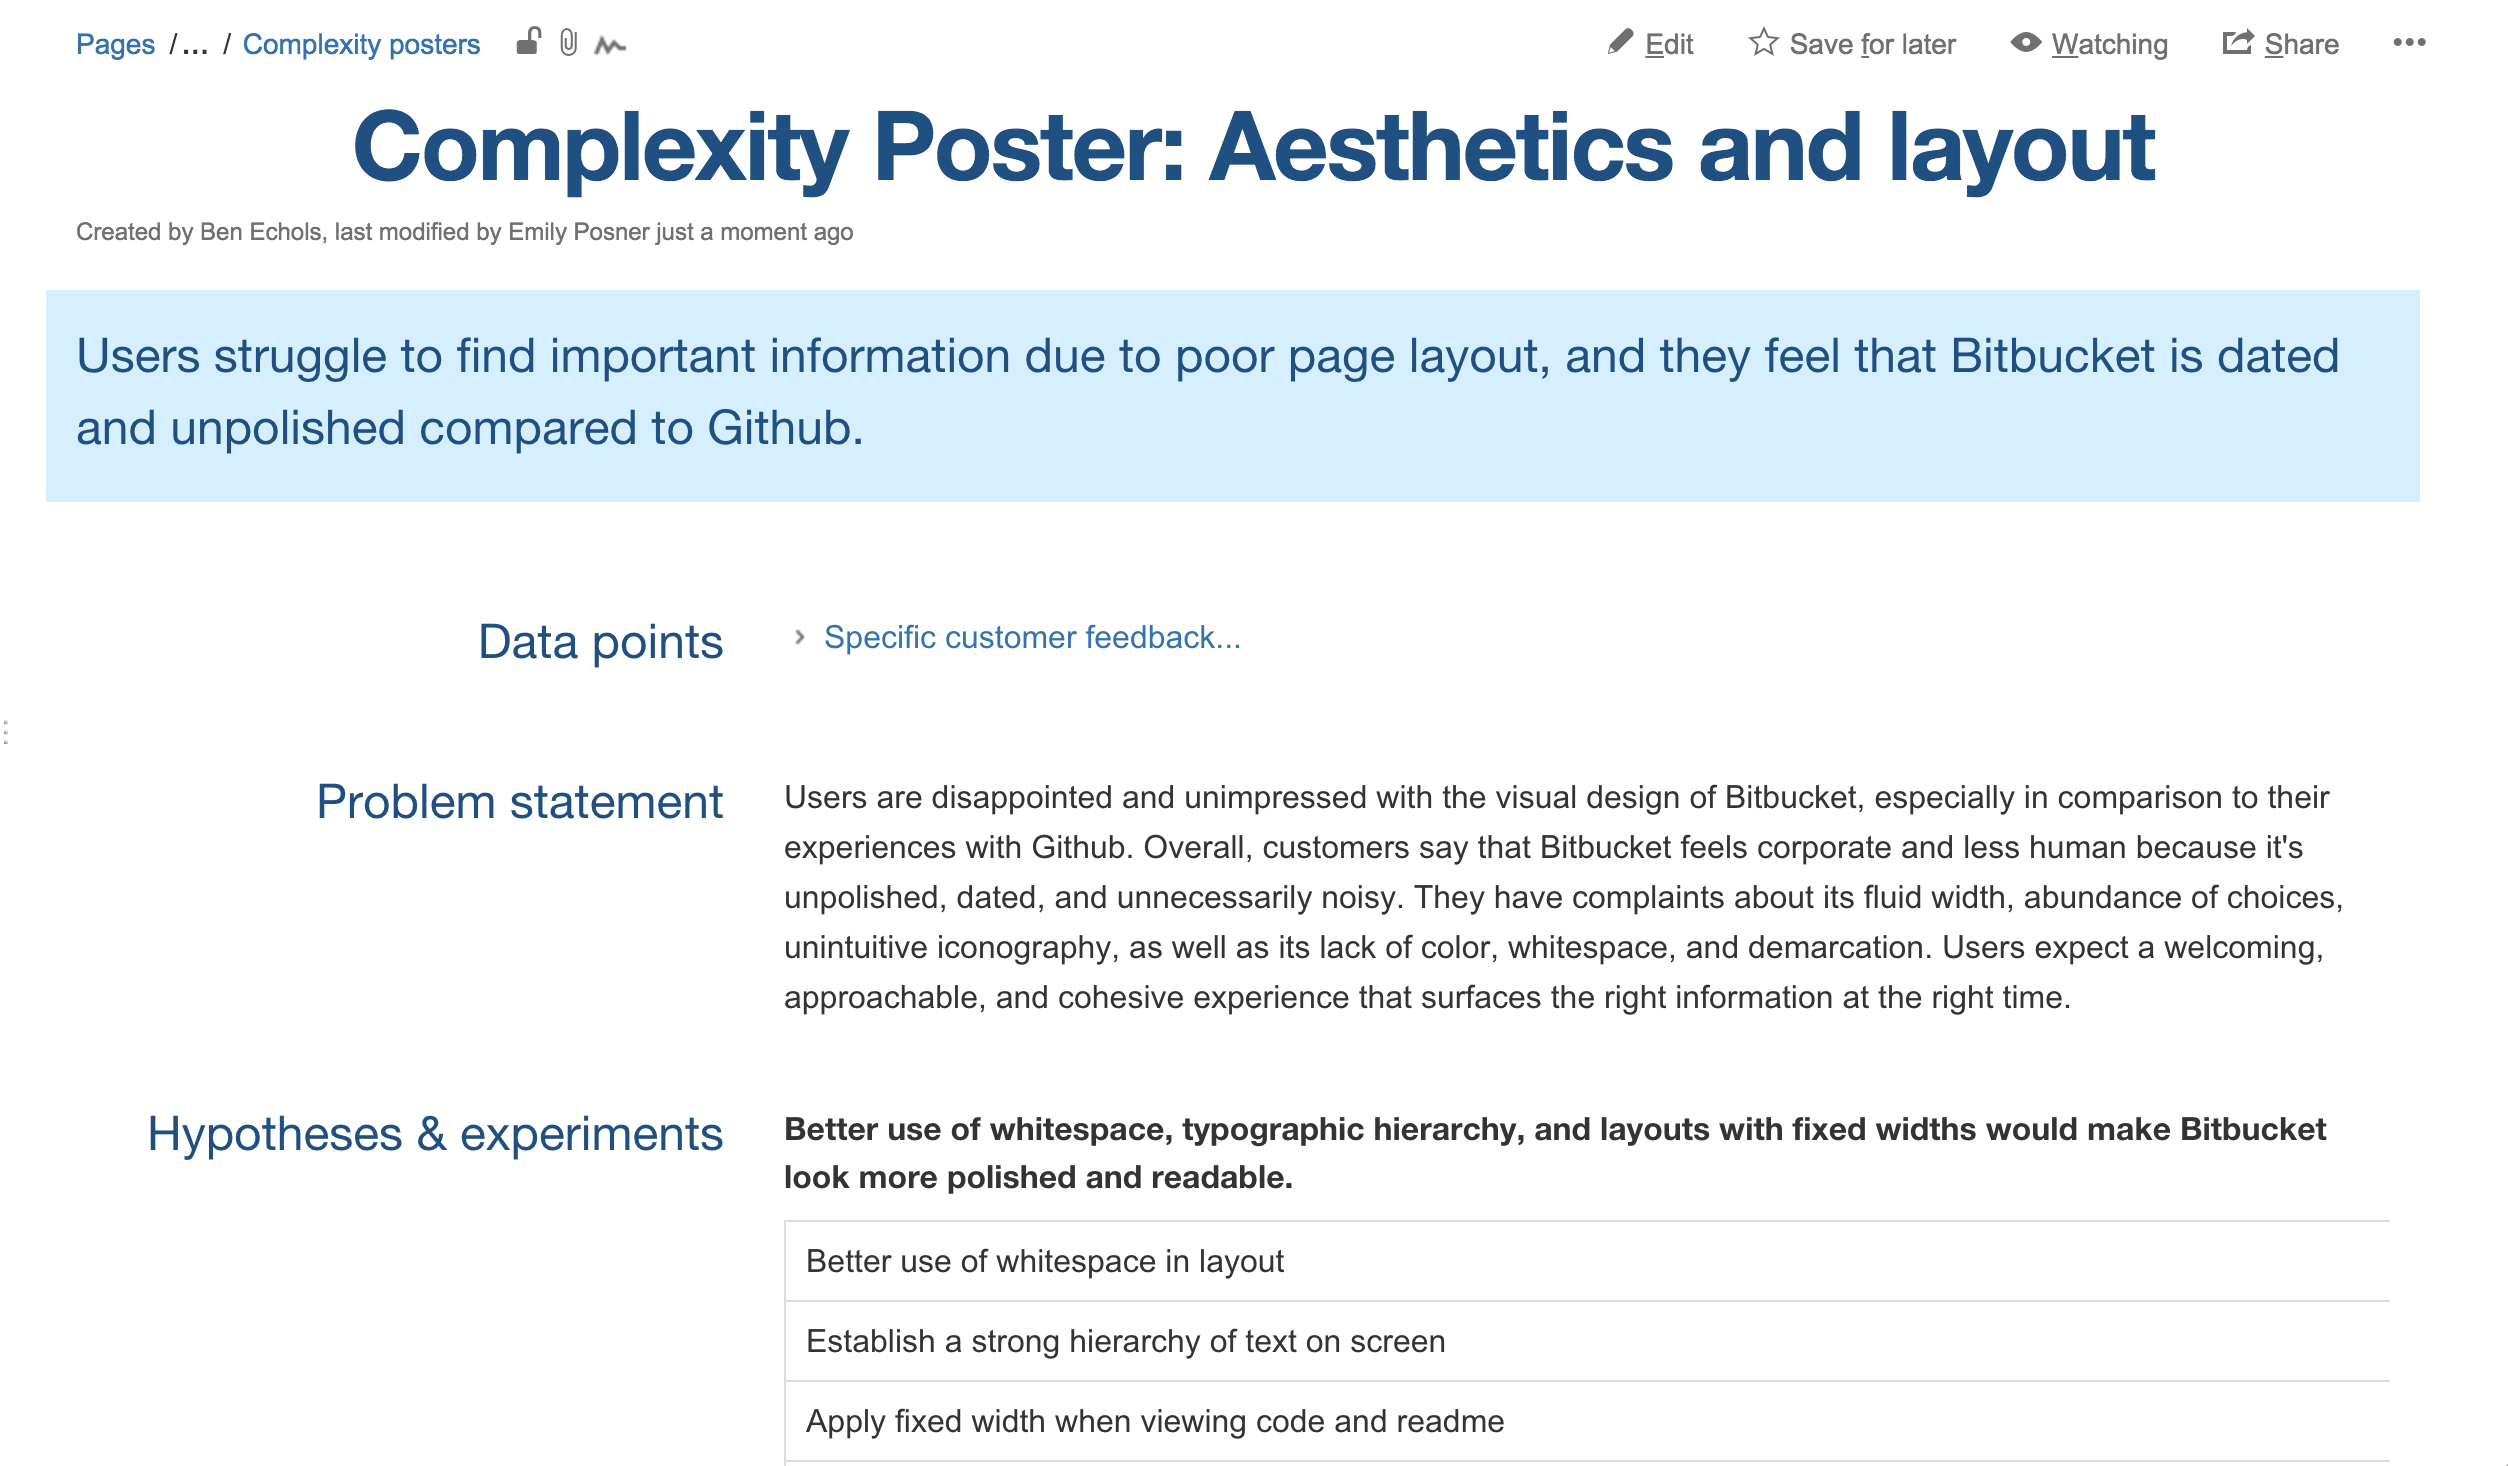 Pages / ... / Complexity posters
Edit Save for later Watching Share •••
Complexity Poster: Aesthetics and layout
Created by Ben Echols, last modified by Emily Posner just a moment ago
Users struggle to find important information due to poor page layout, and they feel that Bitbucket is dated
and unpolished compared to Github.
Data points
Specific customer feedback...
Problem statement
Users are disappointed and unimpressed with the visual design of Bitbucket, especially in comparison to their
experiences with Github. Overall, customers say that Bitbucket feels corporate and less human because it's
unpolished, dated, and unnecessarily noisy. They have complaints about its fluid width, abundance of choices,
unintuitive iconography, as well as its lack of color, whitespace, and demarcation. Users expect a welcoming,
approachable, and cohesive experience that surfaces the right information at the right time.
Hypotheses & experiments
Better use of whitespace, typographic hierarchy, and layouts with fixed widths would make Bitbucket
look more polished and readable.
Better use of whitespace in layout
Establish a strong hierarchy of text on screen
Apply fixed width when viewing code and readme